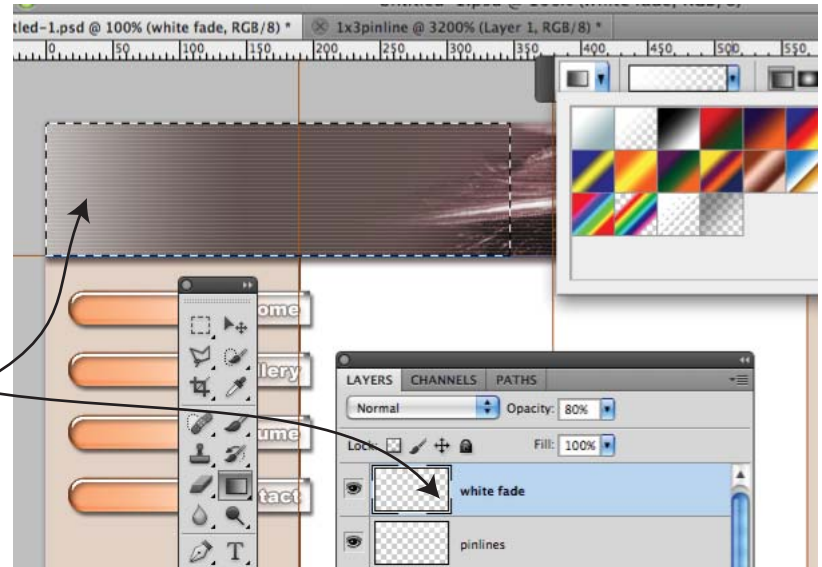 tled-1.psd @ 100% (white fade, RGB/8) *
1x3pinline @ 3200% (Layer 1, RGB/8) *
0 50 100 150 200 250 300 350 400 450 500 550
ome
llery
ume
tact
LAYERS CHANNELS PATHS
Normal Opacity: 80%
Lock: Fill: 100%
white fade
pinlines
T